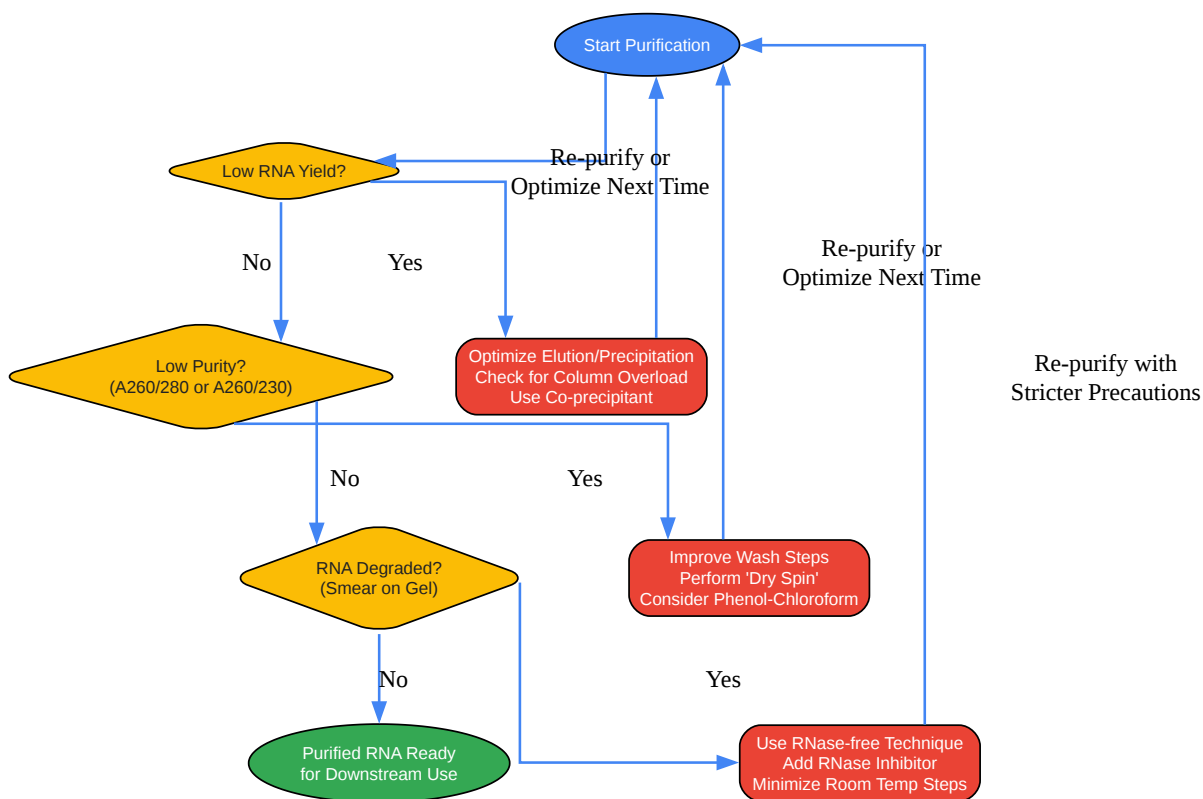 Start Purification
Low RNA Yield?
Re-purify or
Optimize Next Time
No
Yes
Re-purify or
Optimize Next Time
Low Purity?
(A260/280 or A260/230)
Optimize Elution/Precipitation
Check for Column Overload
Use Co-precipitant
Re-purify with
Stricter Precautions
No
Yes
RNA Degraded?
(Smear on Gel)
Improve Wash Steps
Perform 'Dry Spin'
Consider Phenol-Chloroform
No
Yes
Purified RNA Ready
for Downstream Use
Use RNase-free Technique
Add RNase Inhibitor
Minimize Room Temp Steps